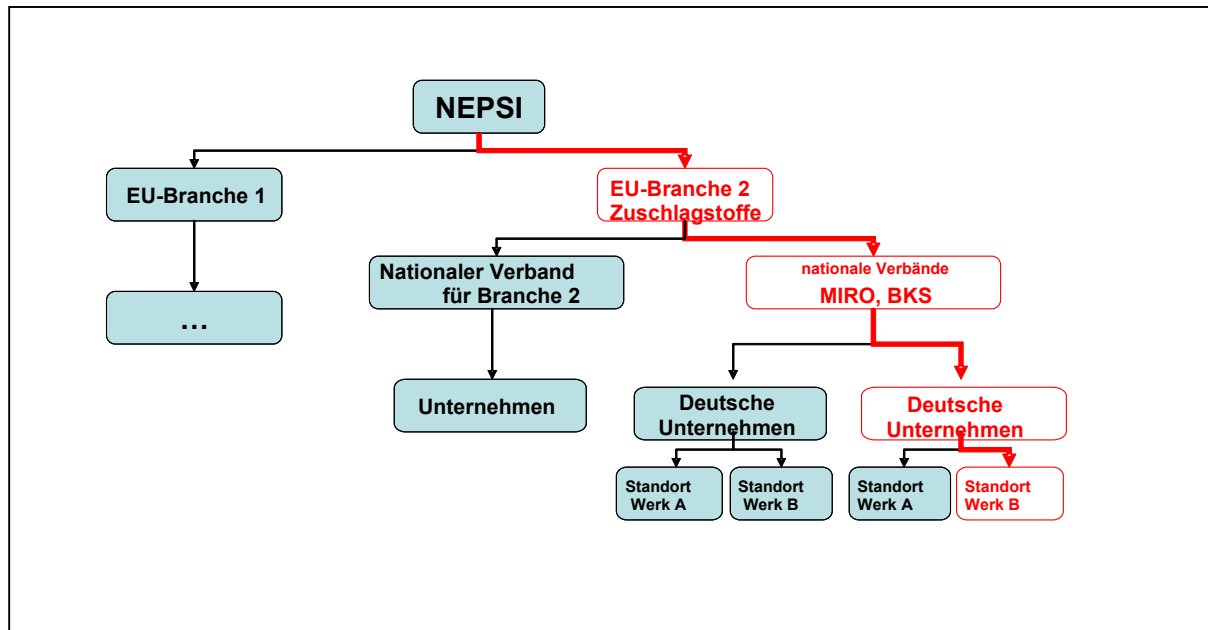 NEPSI
EU-Branche 1
EU-Branche 2
Zuschlagstoffe
Nationaler Verband
für Branche 2
nationale Verbände
MIRO, BKS
...
Unternehmen
Deutsche
Unternehmen
Deutsche
Unternehmen
Standort
Werk A
Standort
Werk B
Standort
Werk A
Standort
Werk B